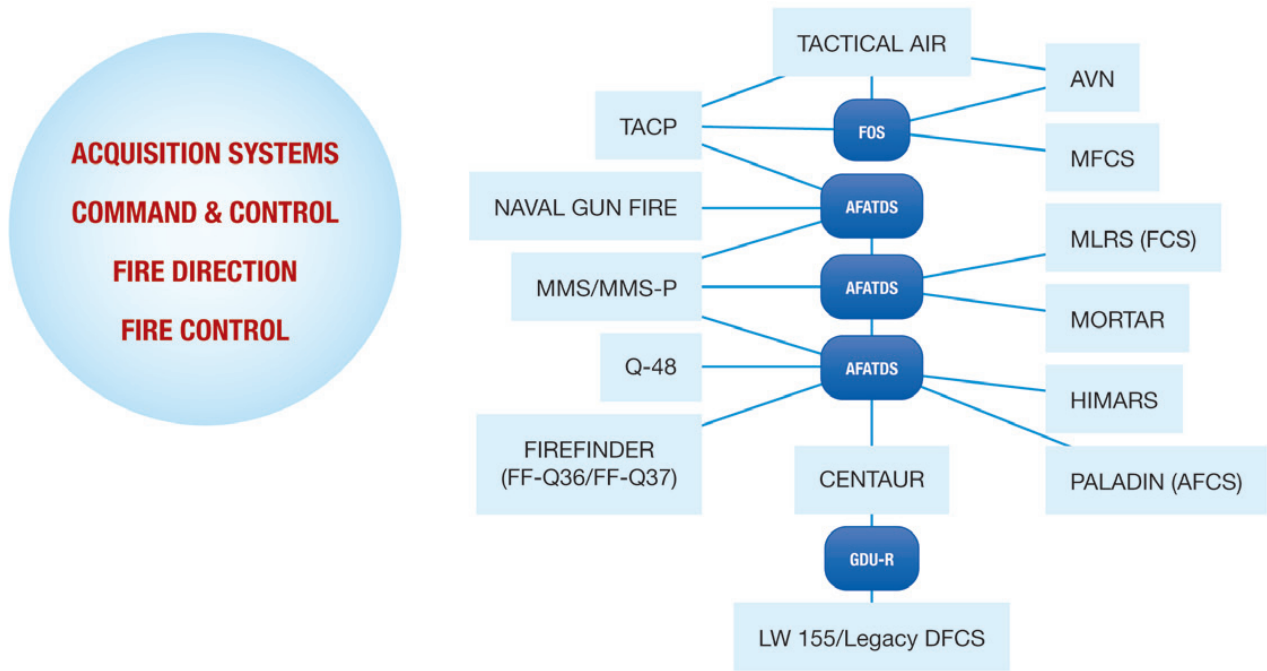 ACQUISITION SYSTEMS
COMMAND & CONTROL
FIRE DIRECTION
FIRE CONTROL
TACTICAL AIR
AVN
TACP
FOS
MFCS
NAVAL GUN FIRE
AFATDS
MLRS (FCS)
MMS/MMS-P
AFATDS
MORTAR
Q-48
AFATDS
HIMARS
FIREFINDER
(FF-Q36/FF-Q37)
CENTAUR
PALADIN (AFCS)
GDU-R
LW 155/Legacy DFCS